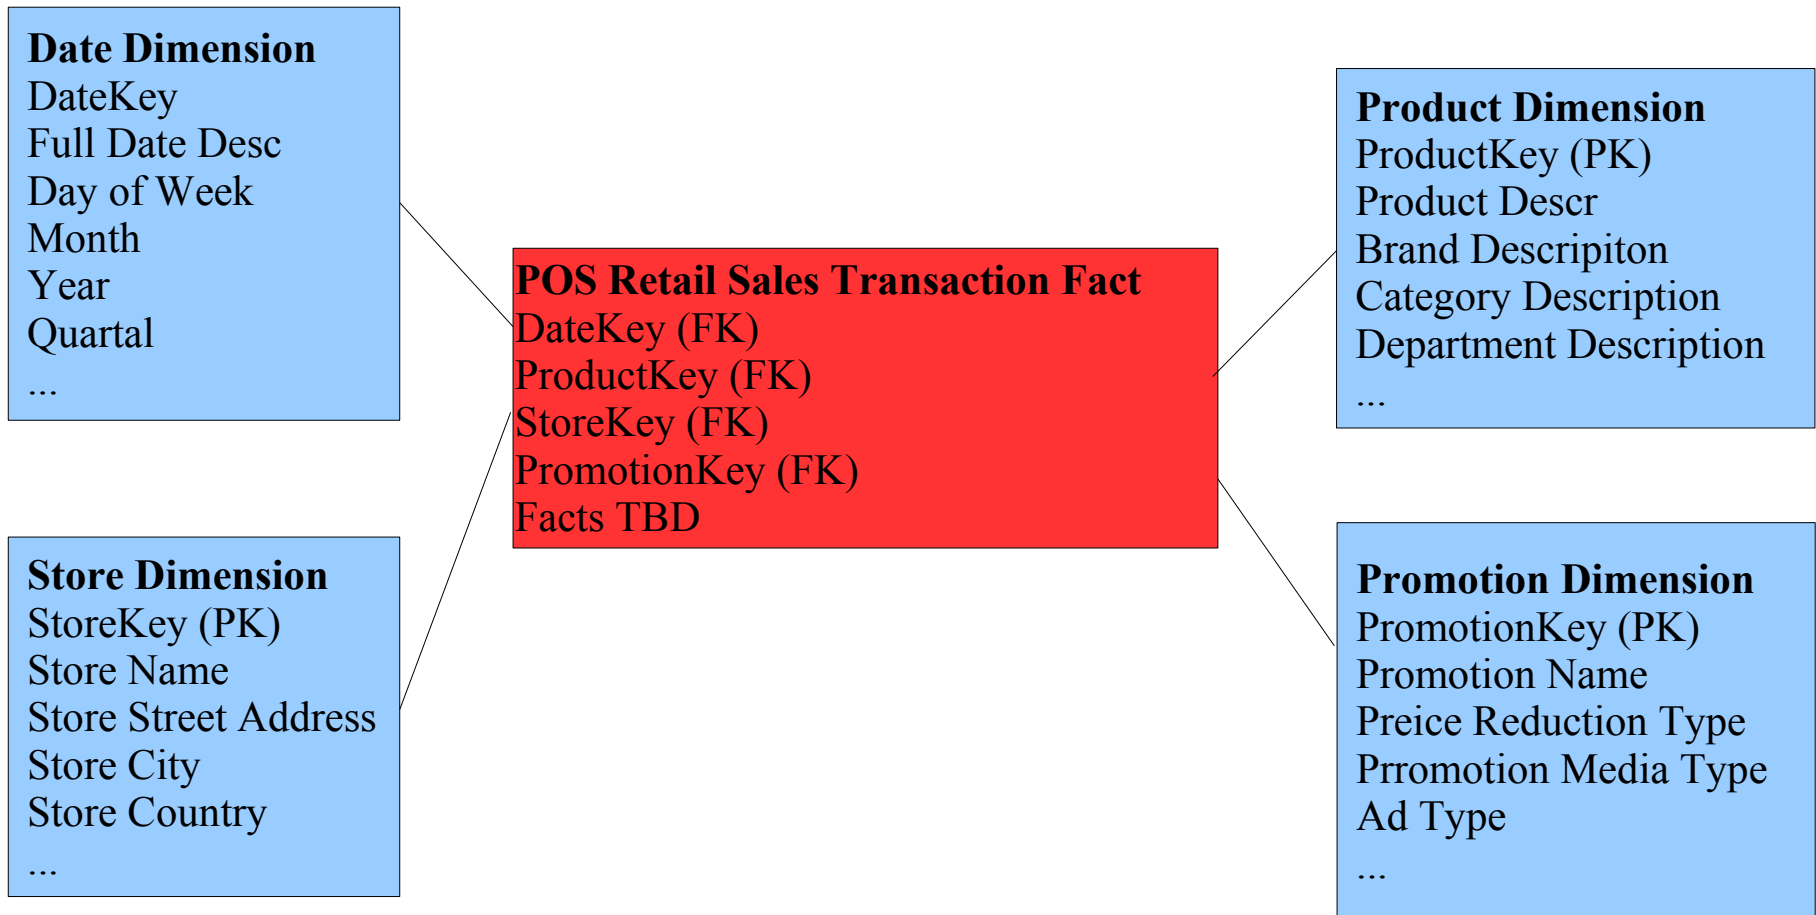 Date Dimension
DateKey
Full Date Desc
Day of Week
Month
Year
Quartal
...
Store Dimension
StoreKey (PK)
Store Name
Store Street Address
Store City
Store Country
...
POS Retail Sales Transaction Fact
DateKey (FK)
ProductKey (FK)
StoreKey (FK)
PromotionKey (FK)
Facts TBD
Product Dimension
ProductKey (PK)
Product Descr
Brand Descripiton
Category Description
Department Description
...
Promotion Dimension
PromotionKey (PK)
Promotion Name
Preice Reduction Type
Prromotion Media Type
Ad Type
...